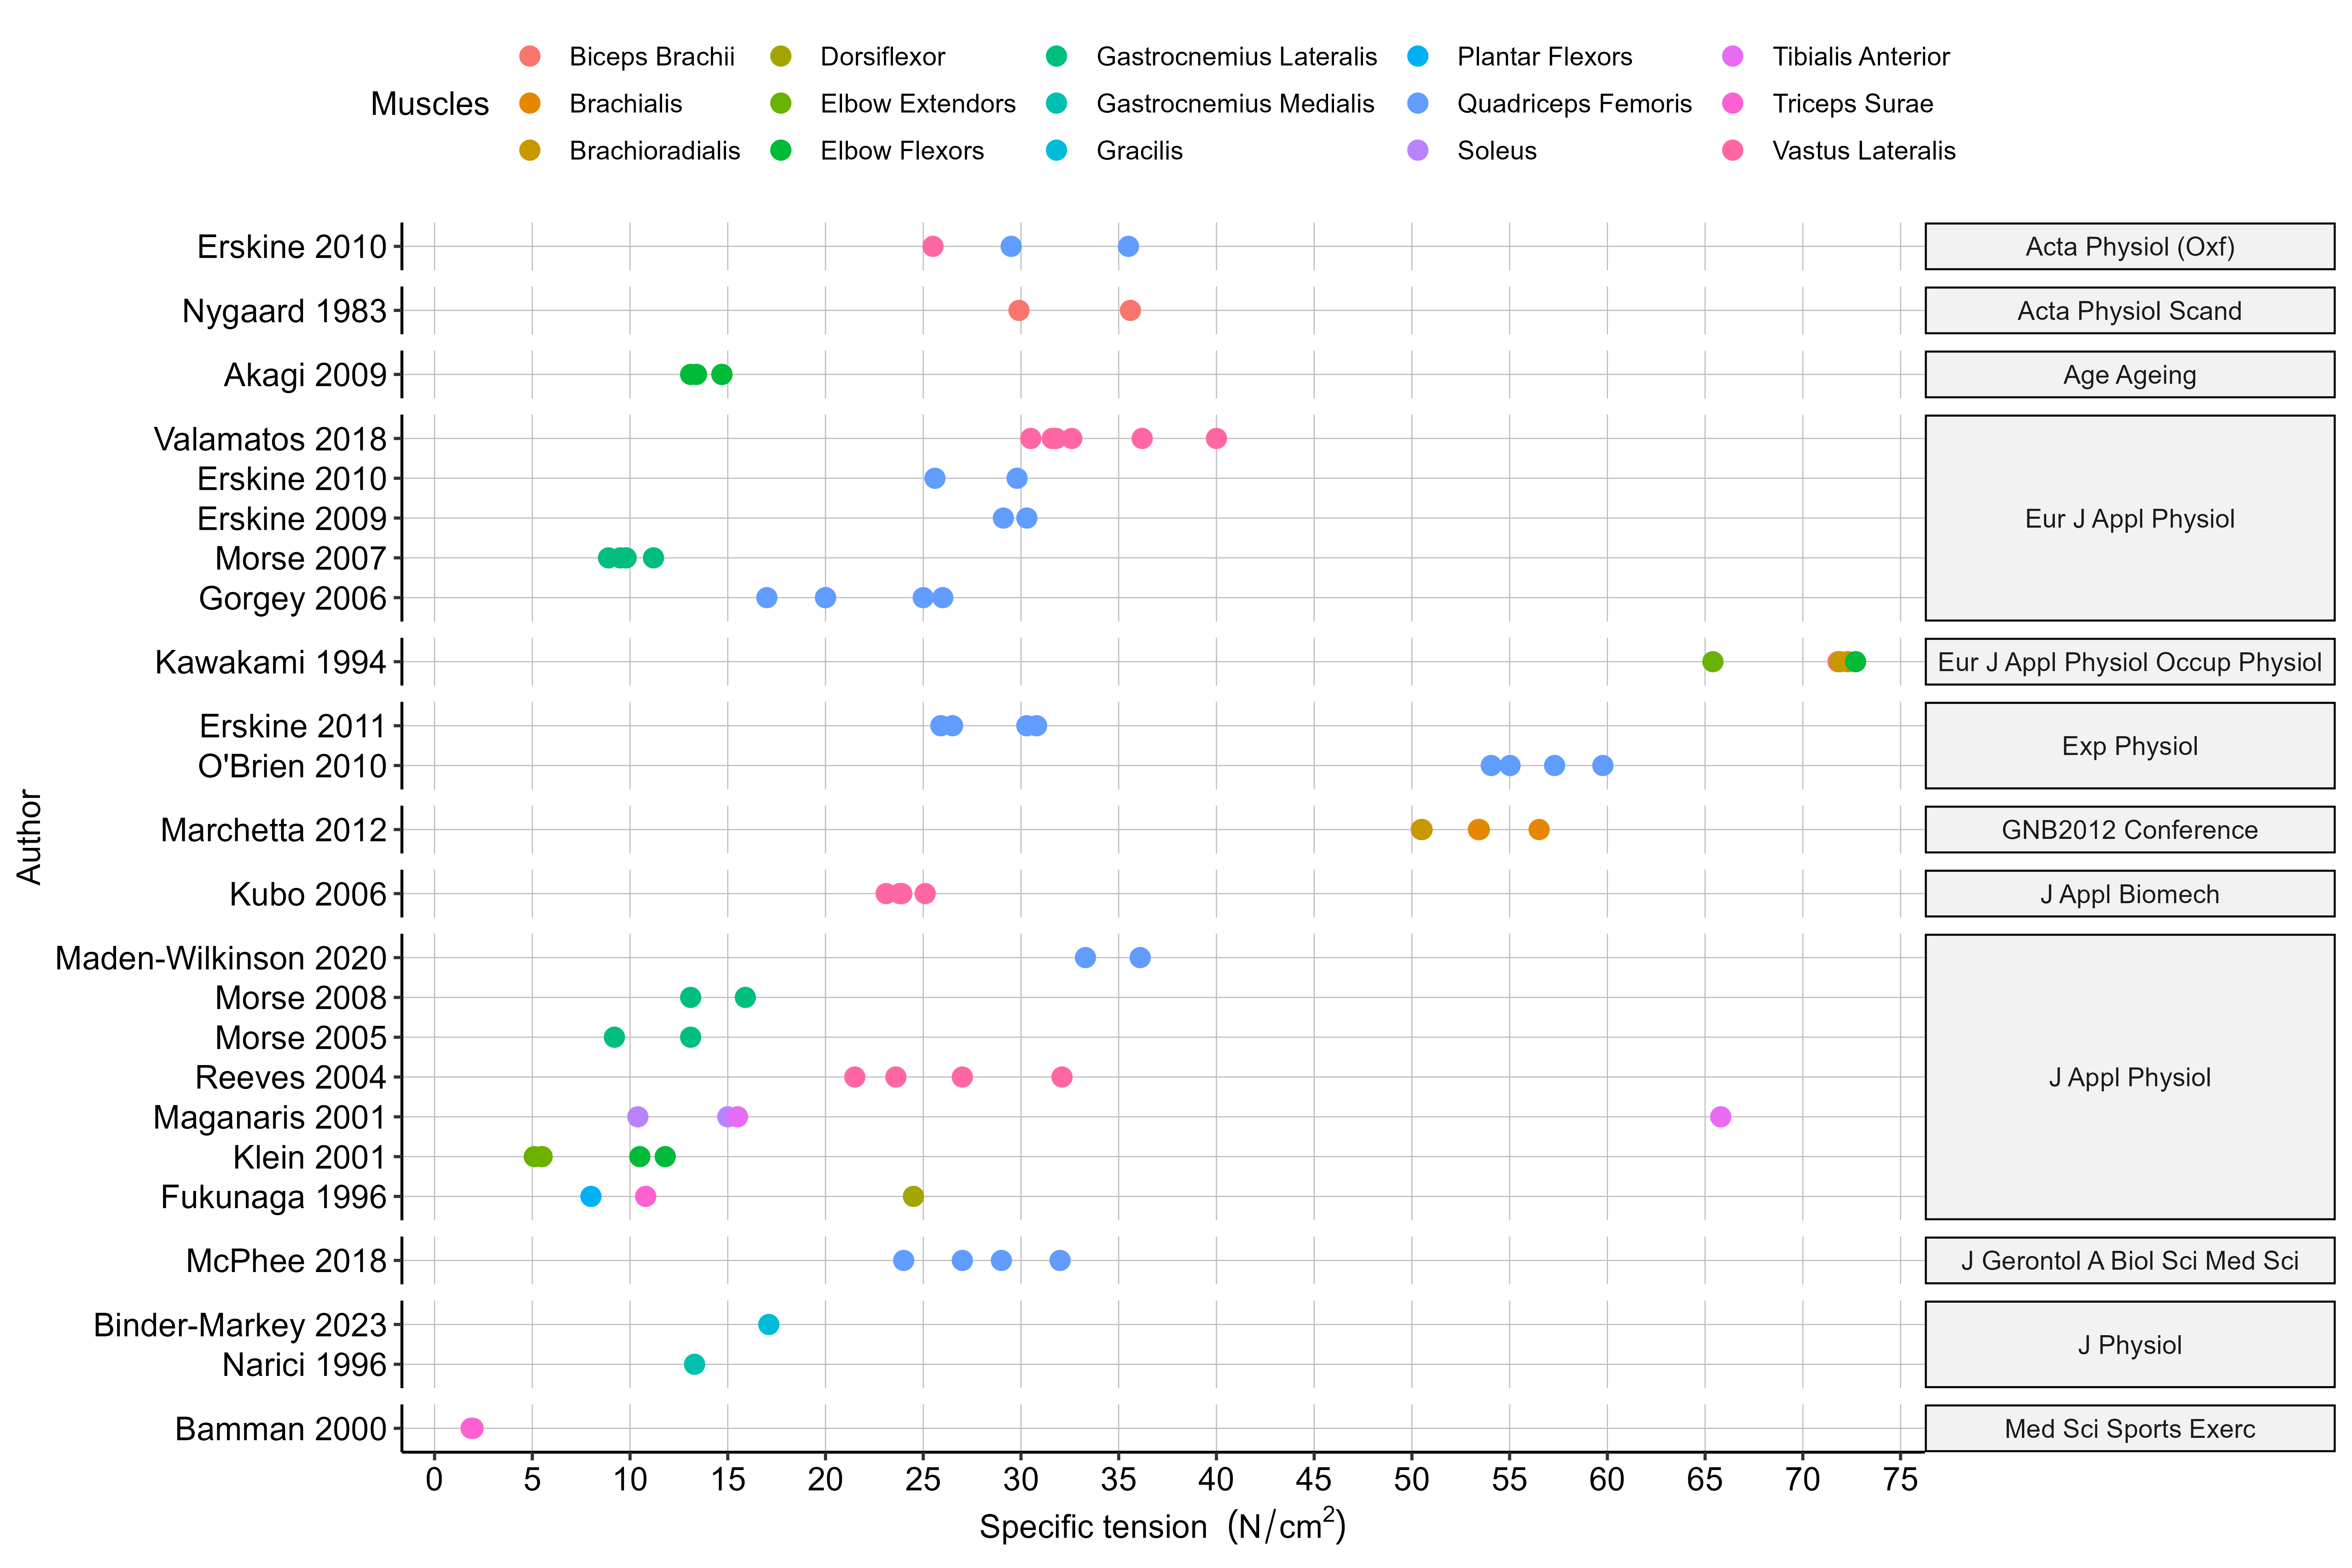 Muscles
Biceps Brachii
Brachialis
Brachioradialis
Dorsiflexor
Elbow Extendors
Elbow Flexors
Gastrocnemius Lateralis
Gastrocnemius Medialis
Gracilis
Plantar Flexors
Quadriceps Femoris
Soleus
Tibialis Anterior
Triceps Surae
Vastus Lateralis
Author
Erskine 2010
Acta Physiol (Oxf)
Nygaard 1983
Acta Physiol Scand
Akagi 2009
Age Ageing
Valamatos 2018
Erskine 2010
Erskine 2009
Morse 2007
Gorgey 2006
Eur J Appl Physiol
Kawakami 1994
Eur J Appl Physiol Occup Physiol
Erskine 2011
O'Brien 2010
Exp Physiol
Marchetta 2012
GNB2012 Conference
Kubo 2006
J Appl Biomech
Maden-Wilkinson 2020
Morse 2008
Morse 2005
Reeves 2004
Maganaris 2001
Klein 2001
Fukunaga 1996
J Appl Physiol
McPhee 2018
J Gerontol A Biol Sci Med Sci
Binder-Markey 2023
Narici 1996
J Physiol
Bamman 2000
Med Sci Sports Exerc
0 5 10 15 20 25 30 35 40 45 50 55 60 65 70 75
Specific tension (N/cm²)